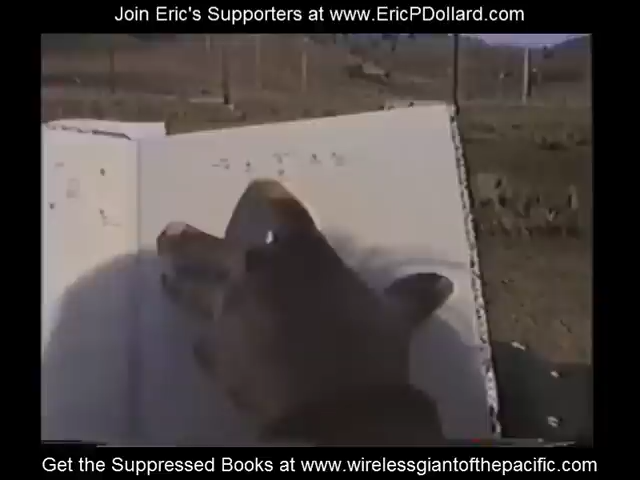 Join Eric's Supporters at www.EricPDollard.com
Get the Suppressed Books at www.wirelessgiantofthepacific.com